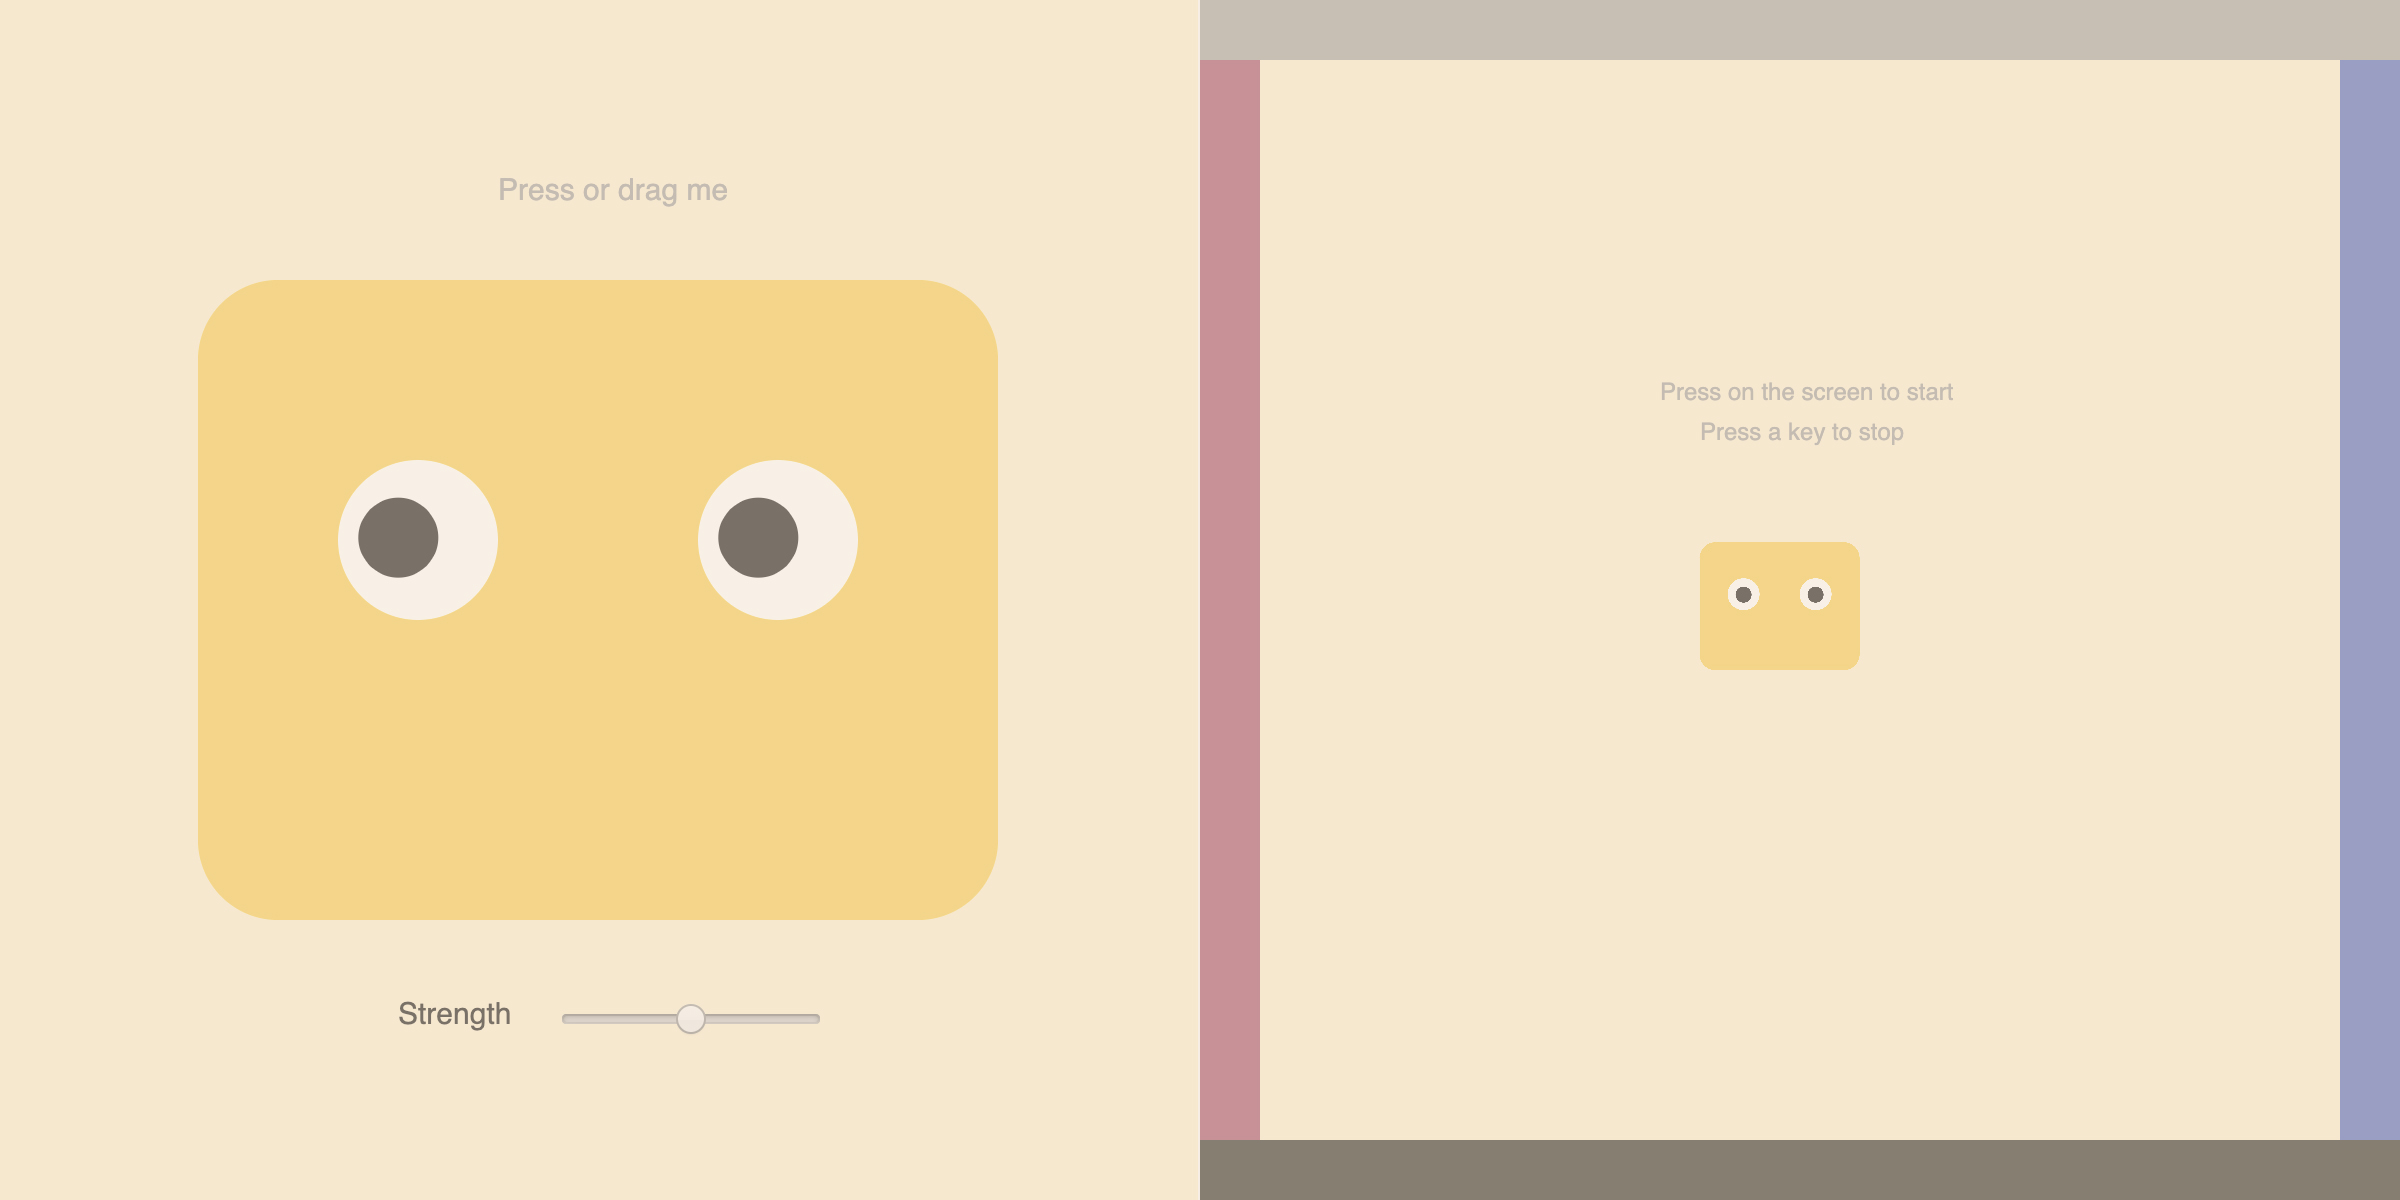 Press or drag me
Strength
Press on the screen to start
Press a key to stop